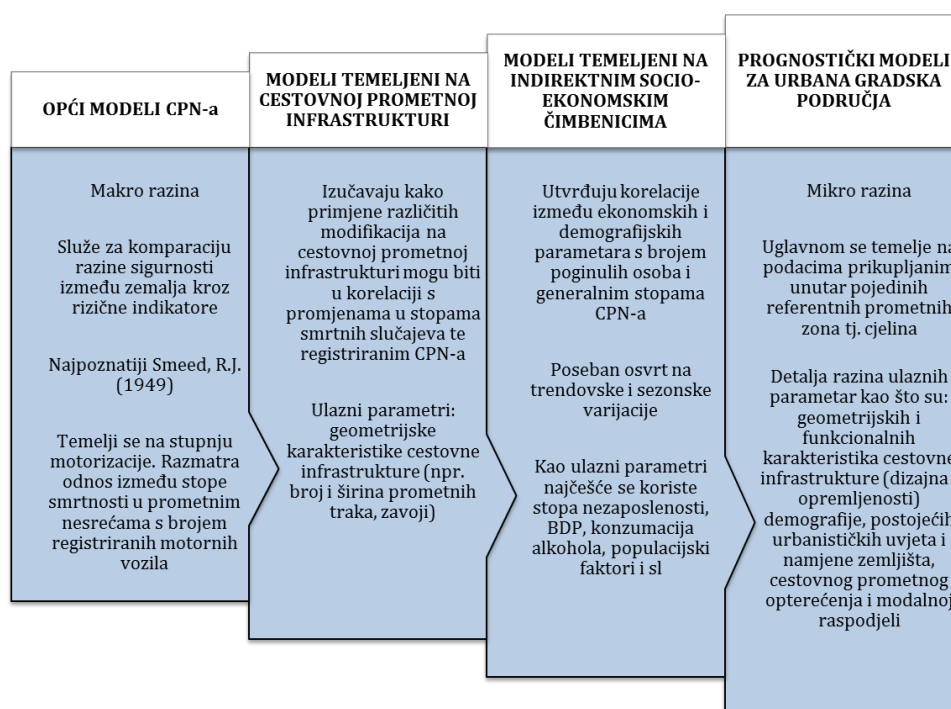 OPĆI MODELI CPN-a
Makro razina
Služe za komparaciju
razine sigurnosti
između zemalja kroz
rizične indikatore
Najpoznatiji Smeed, R.J.
(1949)
Temelji se na stupnju
motorizacije. Razmatra
odnos između stope
smrtnosti u prometnim
nesrećama s brojem
registriranih motornih
vozila
MODELI TEMELJENI NA
CESTOVNOJ PROMETNOJ
INFRASTRUKTURI
Izučavaju kako
primjene različitih
modifikacija na
cestovnoj prometnoj
infrastrukturi mogu biti
u korelaciji s
promjenama u stopama
smrtnih slučajeva te
registriranim CPN-a
Ulazni parametri:
geometrijske
karakteristike cestovne
infrastrukture (npr.
broj i širina prometnih
traka, zavoji)
MODELI TEMELJENI NA
INDIREKTNIM SOCIO-
EKONOMSKIM
ČIMBENICIMA
Utvrđuju korelacije
između ekonomskih i
demografijskih
parametara s brojem
poginulih osoba i
generalnim stopama
CPN-a
Poseban osvrt na
trendovske i sezonske
varijacije
Kao ulazni parametri
najčešće se koriste
stopa nezaposlenosti,
BDP, konzumacija
alkohola, populacijski
faktori i sl
PROGNOSTIČKI MODELI
ZA URBANA GRADSKA
PODRUČJA
Mikro razina
Uglavnom se temelje na
podacima prikupljanim
unutar pojedinih
referentnih prometnih
zona tj. cjelina
Detalja razina ulaznih
parametar kao što su:
geometrijskih i
funkcionalnih
karakteristika cestovne
infrastrukture (dizajna i
opremljenosti)
demografije, postojećih
urbanističkih uvjeta i
namjene zemljišta,
cestovnog prometnog
opterećenja i modalnoj
raspodjeli